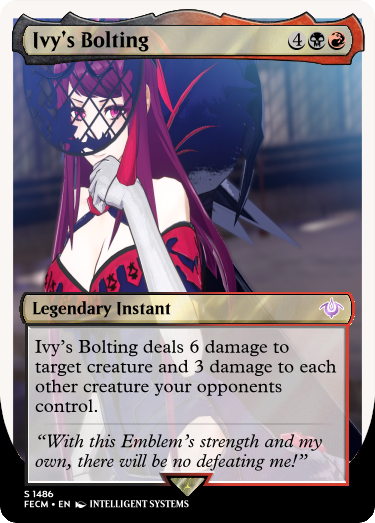 Ivy's Bolting 4
Legendary Instant
Ivy's Bolting deals 6 damage to
target creature and 3 damage to each
other creature your opponents
control.
“With this Emblem's strength and my
own, there will be no defeating me!”
S 1486
FECM • EN INTELLIGENT SYSTEMS